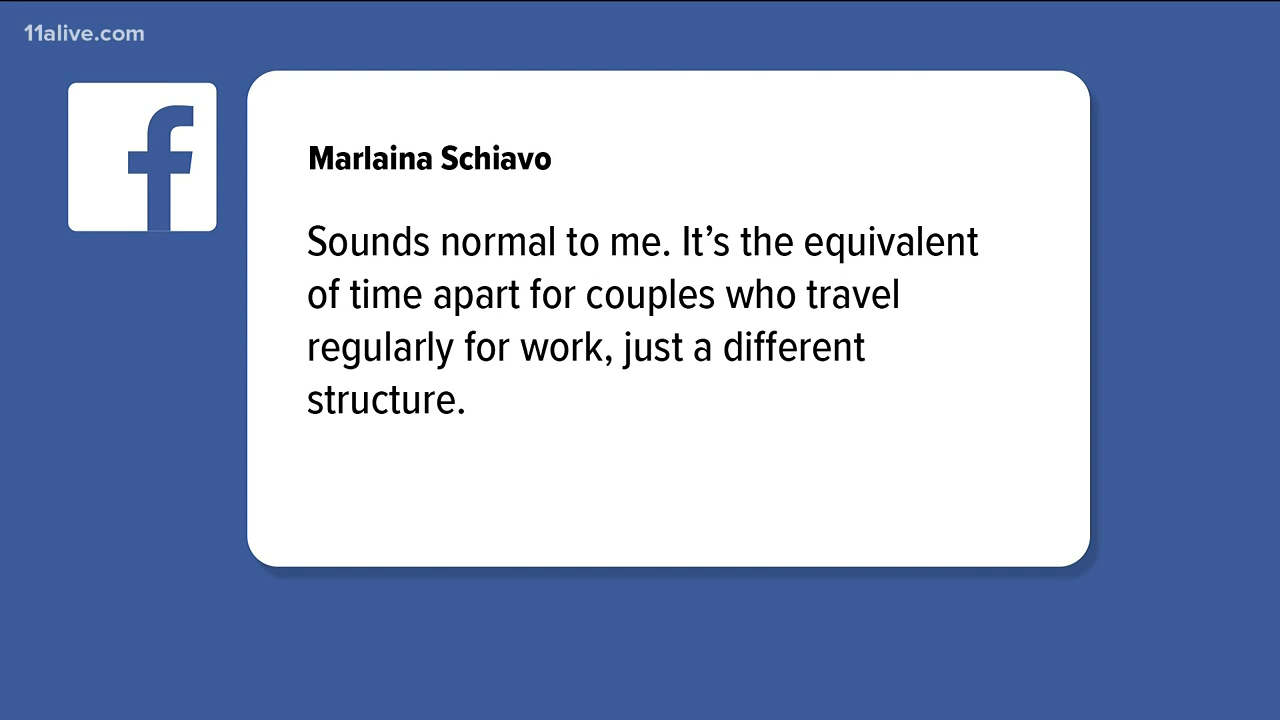 11alive.com
Marlaina Schiavo
Sounds normal to me. It’s the equivalent
of time apart for couples who travel
regularly for work, just a different
structure.